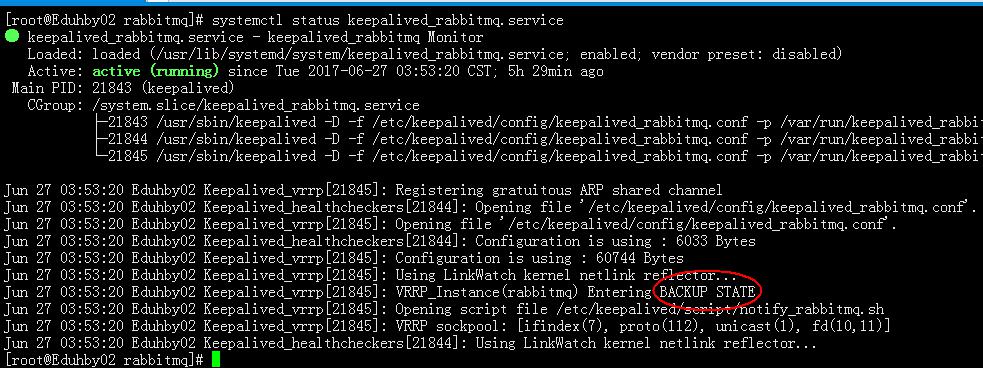 [root@Eduhby02 rabbitmq]# systemctl status keepalived_rabbitmq.service
● keepalived_rabbitmq.service - keepalived_rabbitmq Monitor
Loaded: loaded (/usr/lib/systemd/system/keepalived_rabbitmq.service; enabled; vendor preset: disabled)
Active: active (running) since Tue 2017-06-27 03:53:20 CST; 5h 29min ago
Main PID: 21843 (keepalived)
CGroup: /system.slice/keepalived_rabbitmq.service
├─21843 /usr/sbin/keepalived -D -f /etc/keepalived/config/keepalived_rabbitmq.conf -p /var/run/keepalived_rabbit
├─21844 /usr/sbin/keepalived -D -f /etc/keepalived/config/keepalived_rabbitmq.conf -p /var/run/keepalived_rabbit
└─21845 /usr/sbin/keepalived -D -f /etc/keepalived/config/keepalived_rabbitmq.conf -p /var/run/keepalived_rabbit
Jun 27 03:53:20 Eduhby02 Keepalived_vrrp[21845]: Registering gratuitous ARP shared channel
Jun 27 03:53:20 Eduhby02 Keepalived_healthcheckers[21844]: Opening file '/etc/keepalived/config/keepalived_rabbitmq.conf'.
Jun 27 03:53:20 Eduhby02 Keepalived_vrrp[21845]: Opening file '/etc/keepalived/config/keepalived_rabbitmq.conf'.
Jun 27 03:53:20 Eduhby02 Keepalived_healthcheckers[21844]: Configuration is using : 6033 Bytes
Jun 27 03:53:20 Eduhby02 Keepalived_vrrp[21845]: Configuration is using : 60744 Bytes
Jun 27 03:53:20 Eduhby02 Keepalived_vrrp[21845]: Using LinkWatch kernel netlink reflector...
Jun 27 03:53:20 Eduhby02 Keepalived_vrrp[21845]: VRRP_Instance(rabbitmq) Entering BACKUP STATE
Jun 27 03:53:20 Eduhby02 Keepalived_vrrp[21845]: Opening script file /etc/keepalived/script/notify_rabbitmq.sh
Jun 27 03:53:20 Eduhby02 Keepalived_vrrp[21845]: VRRP sockpool: [ifindex(7), proto(112), unicast(1), fd(10,11)]
Jun 27 03:53:20 Eduhby02 Keepalived_healthcheckers[21844]: Using LinkWatch kernel netlink reflector...
[root@Eduhby02 rabbitmq]#